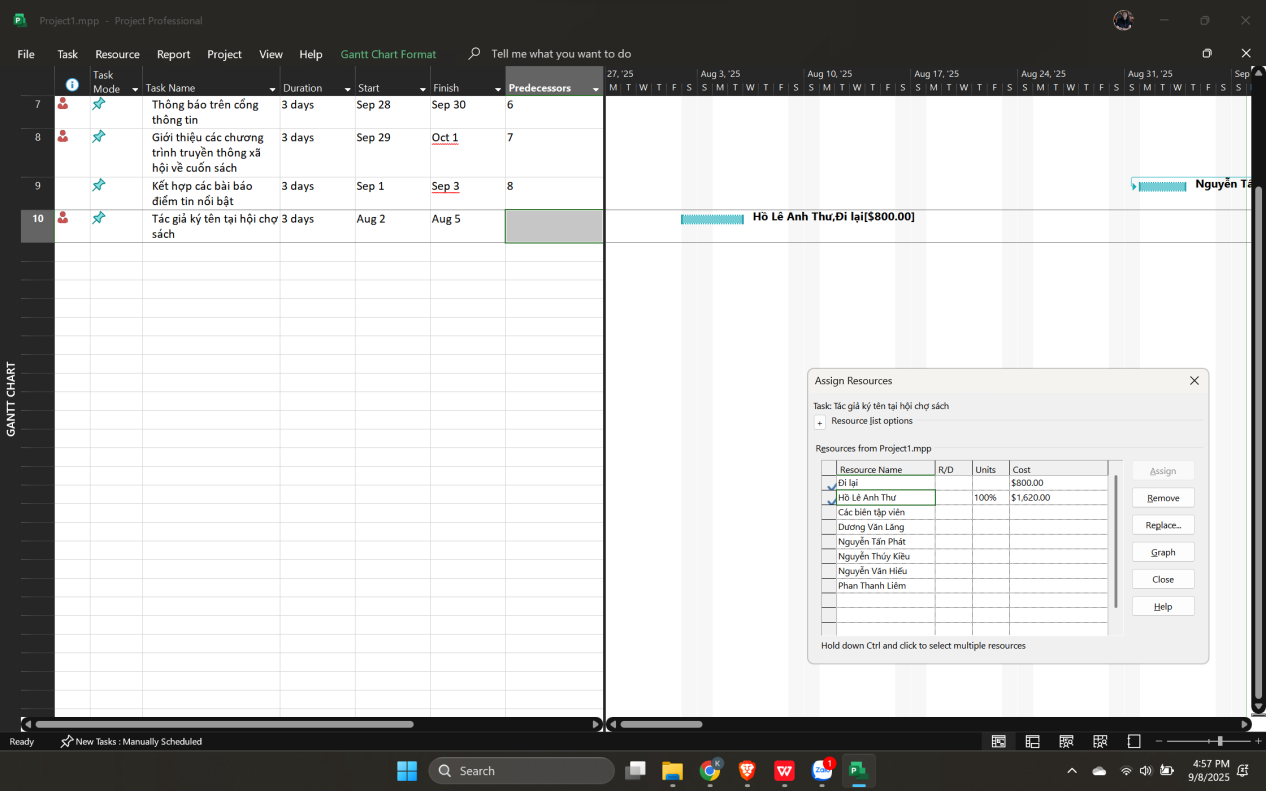 Project1.mpp - Project Professional
File Task Resource Report Project View Help Gantt Chart Format Tell me what you want to do
Task Mode Task Name Duration Start Finish Predecessors
27, '25 Aug 3, '25 Aug 10, '25 Aug 17, '25 Aug 24, '25 Aug 31, '25 Sep
M T W T F S S M T W T F S S M T W T F S S M T W T F S S M T W T F S S M T W T F S S
7 Thông báo trên cổng 3 days Sep 28 Sep 30 6
thông tin
8 Giới thiệu các chương 3 days Sep 29 Oct 1 7
trình truyền thông xã
hội về cuốn sách
9 Kết hợp các bài báo 3 days Sep 1 Sep 3 8
điểm tin nổi bật
Nguyễn Tấ
10 Tác giả ký tên tại hội chợ 3 days Aug 2 Aug 5
sách
Hồ Lê Anh Thư,Đi lại[$800.00]
GANTT CHART
Assign Resources
Task: Tác giả ký tên tại hội chợ sách
+ Resource list options
Resources from Project1.mpp
Resource Name R/D Units Cost
Đi lại $800.00
Hồ Lê Anh Thư 100% $1,620.00
Các biên tập viên
Dương Văn Lăng
Nguyễn Tấn Phát
Nguyễn Thúy Kiều
Nguyễn Văn Hiếu
Phan Thanh Liêm
Assign
Remove
Replace...
Graph
Close
Help
Hold down Ctrl and click to select multiple resources
Ready New Tasks : Manually Scheduled
Search
K
Zalo
1
4:57 PM
9/8/2025